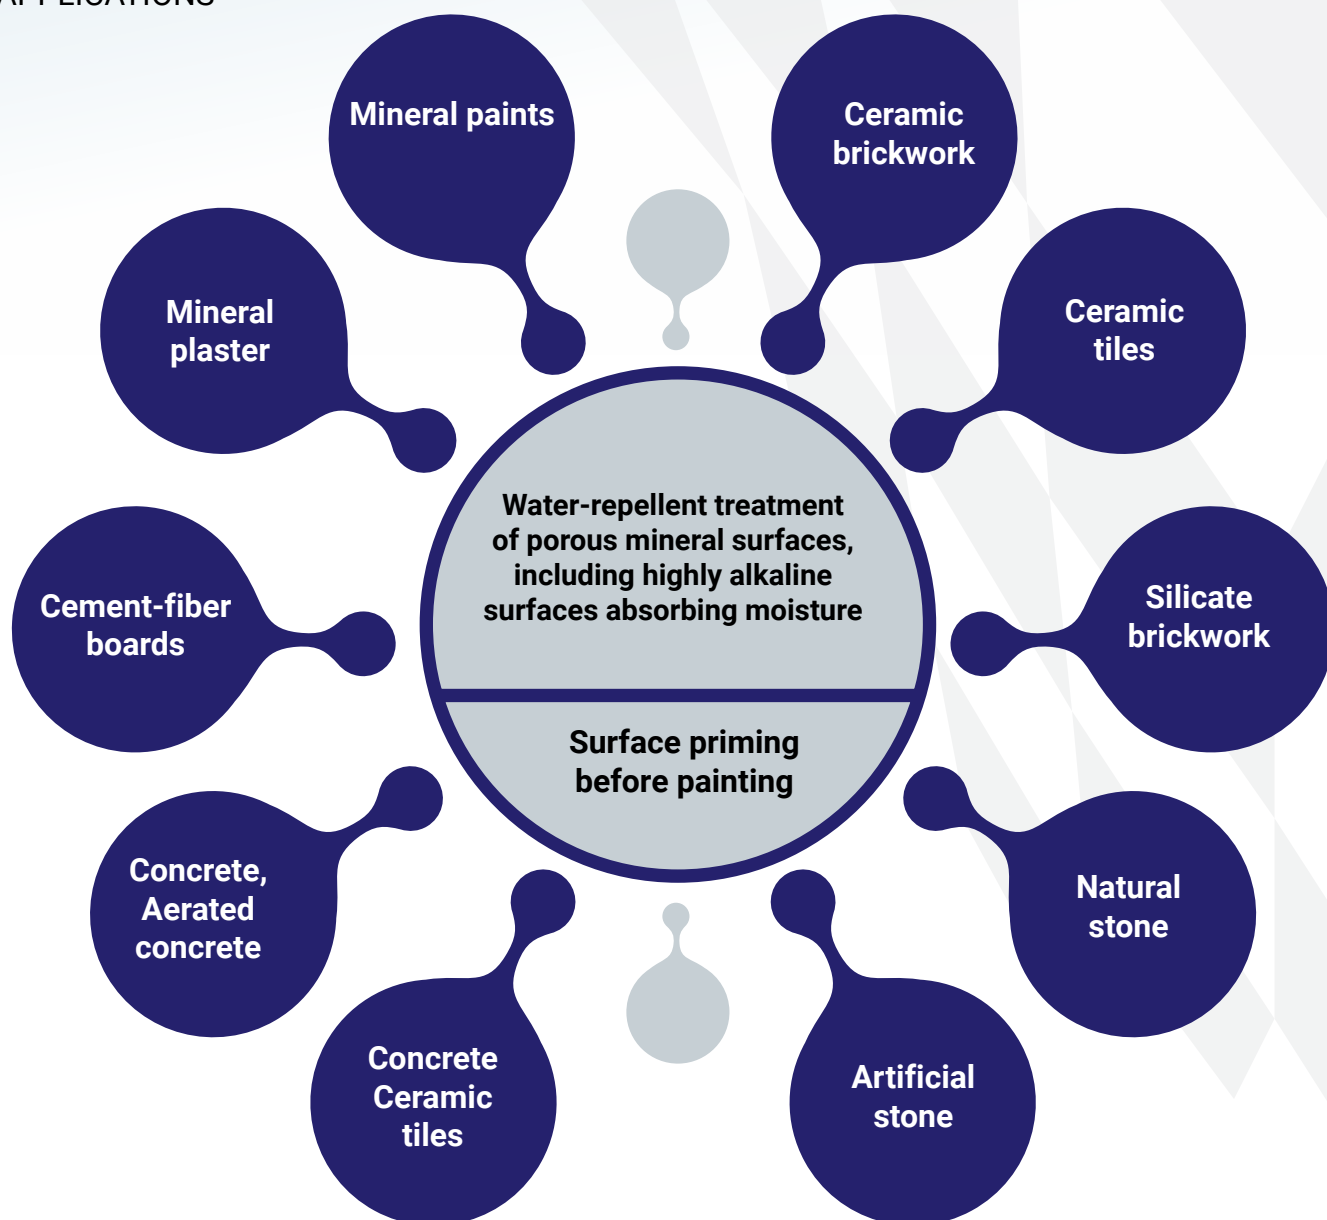 APPLICATIONS
Mineral paints
Ceramic
brickwork
Mineral
plaster
Ceramic
tiles
Water-repellent treatment
of porous mineral surfaces,
including highly alkaline
surfaces absorbing moisture
Cement-fiber
boards
Silicate
brickwork
Surface priming
before painting
Concrete,
Aerated
concrete
Natural
stone
Concrete
Ceramic
tiles
Artificial
stone